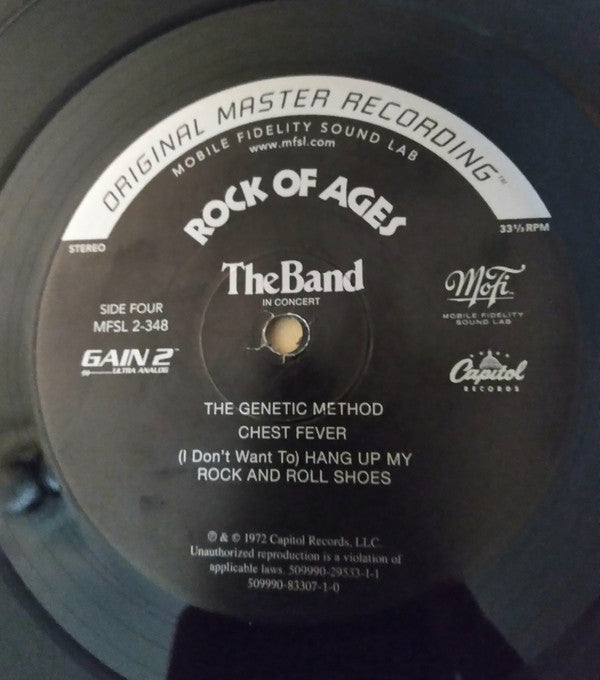 ORIGINAL MASTER RECORDING™
MOBILE FIDELITY SOUND LAB
www.mfsl.com
ROCK OF AGES
STEREO
33⅓ RPM
The Band
IN CONCERT
SIDE FOUR
MFSL 2-348
GAIN 2™
ULTRA ANALOG
MoFi
MOBILE FIDELITY
SOUND LAB
Capitol
RECORDS
THE GENETIC METHOD
CHEST FEVER
(I Don't Want To) HANG UP MY
ROCK AND ROLL SHOES
℗ & © 1972 Capitol Records, LLC.
Unauthorized reproduction is a violation of
applicable laws. 509990-29533-1-1
509990-83307-1-0